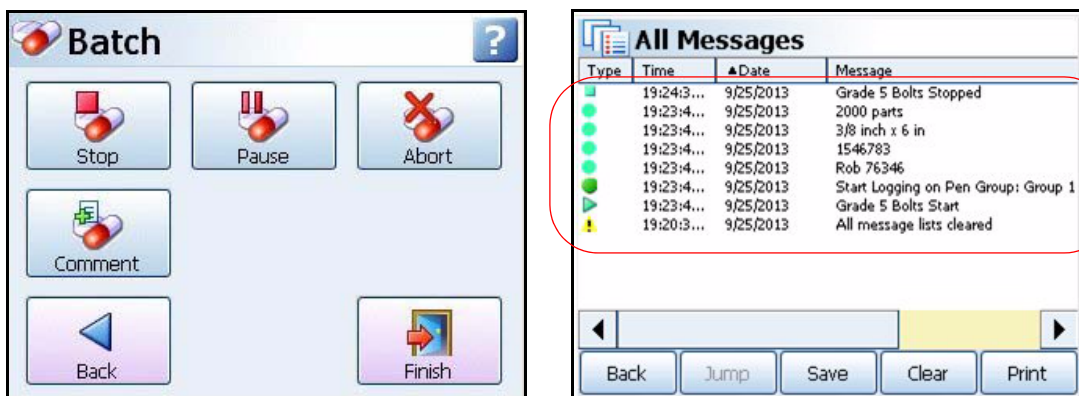 Batch
?
Stop Pause Abort
Comment
Back Finish
All Messages
Type Time ▲Date Message
19:24:3... 9/25/2013 Grade 5 Bolts Stopped
19:23:4... 9/25/2013 2000 parts
19:23:4... 9/25/2013 3/8 inch x 6 in
19:23:4... 9/25/2013 1546783
19:23:4... 9/25/2013 Rob 76346
19:23:4... 9/25/2013 Start Logging on Pen Group: Group 1
19:23:4... 9/25/2013 Grade 5 Bolts Start
19:20:3... 9/25/2013 All message lists cleared
Back Jump Save Clear Print